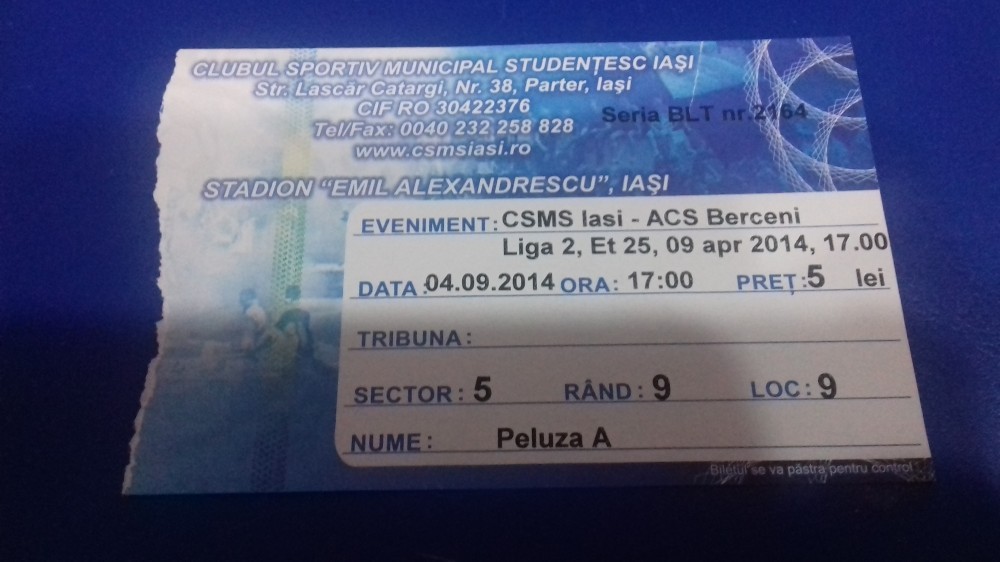 CLUBUL SPORTIV MUNICIPAL STUDENȚESC IAȘI
Str. Lascăr Catargi, Nr. 38, Parter, Iași
CIF RO 30422376
Seria BLT nr.2164
Tel/Fax: 0040 232 258 828
www.csmsiasi.ro
STADION “EMIL ALEXANDRESCU”, IAȘI
EVENIMENT: CSMS Iasi - ACS Berceni
Liga 2, Et 25, 09 apr 2014, 17.00
DATA: 04.09.2014 ORA: 17:00 PREȚ: 5 lei
TRIBUNA:
SECTOR: 5 RÂND: 9 LOC: 9
NUME: Peluza A
Biletul se va păstra pentru control